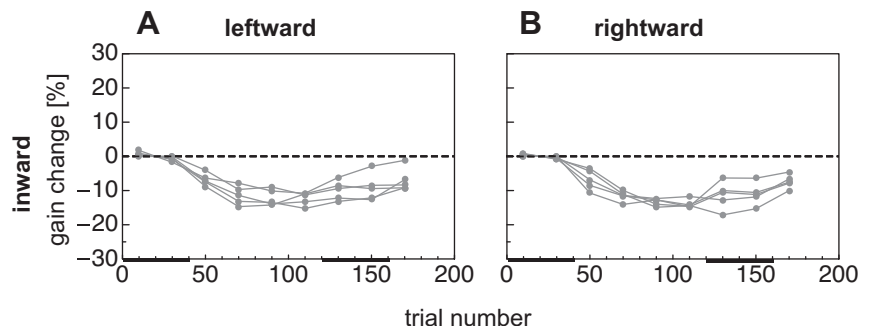 A leftward
B rightward
inward
gain change [%]
30
20
10
0
−10
−20
−30
0 50 100 150 200
0 50 100 150 200
trial number